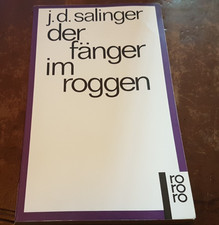 j. d. salinger
der
fänger
im
roggen
ro
ro
ro